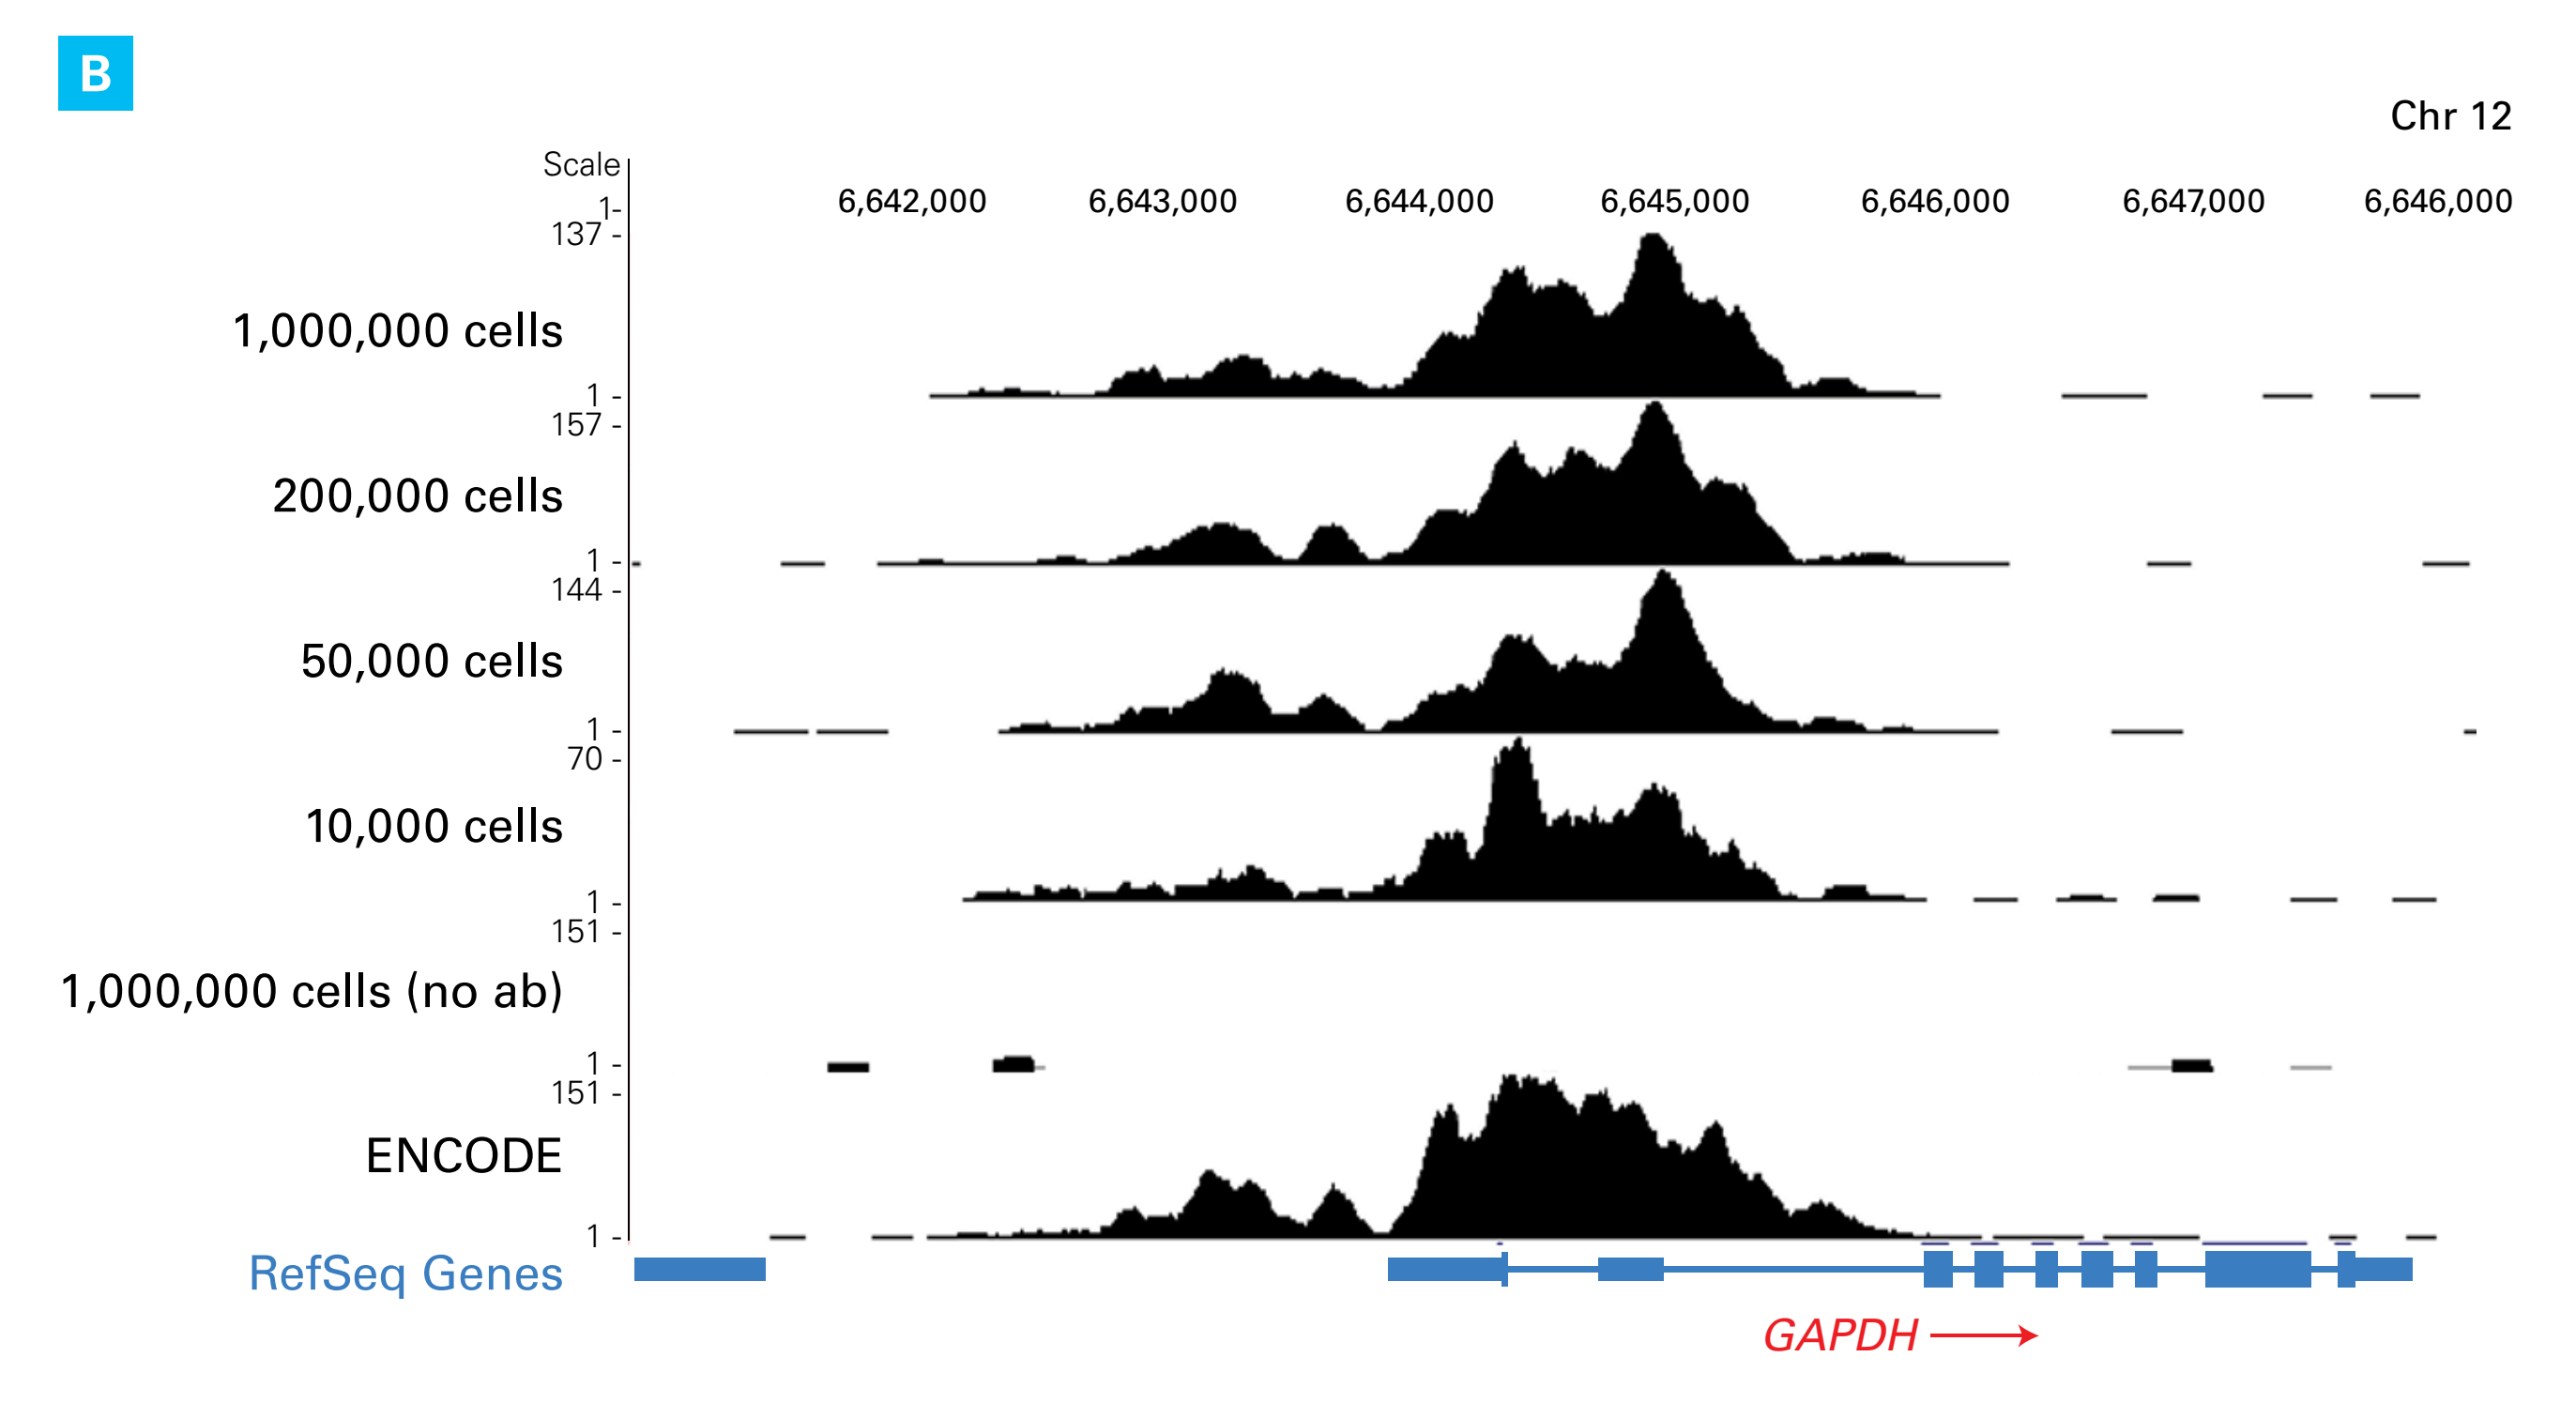 B
Chr 12
Scale
6,642,000 6,643,000 6,644,000 6,645,000 6,646,000 6,647,000 6,646,000
1-
137 -
1,000,000 cells
1 -
157 -
200,000 cells
1 -
144 -
50,000 cells
1 -
70 -
10,000 cells
1 -
151 -
1,000,000 cells (no ab)
1 -
151 -
ENCODE
1 -
RefSeq Genes
GAPDH